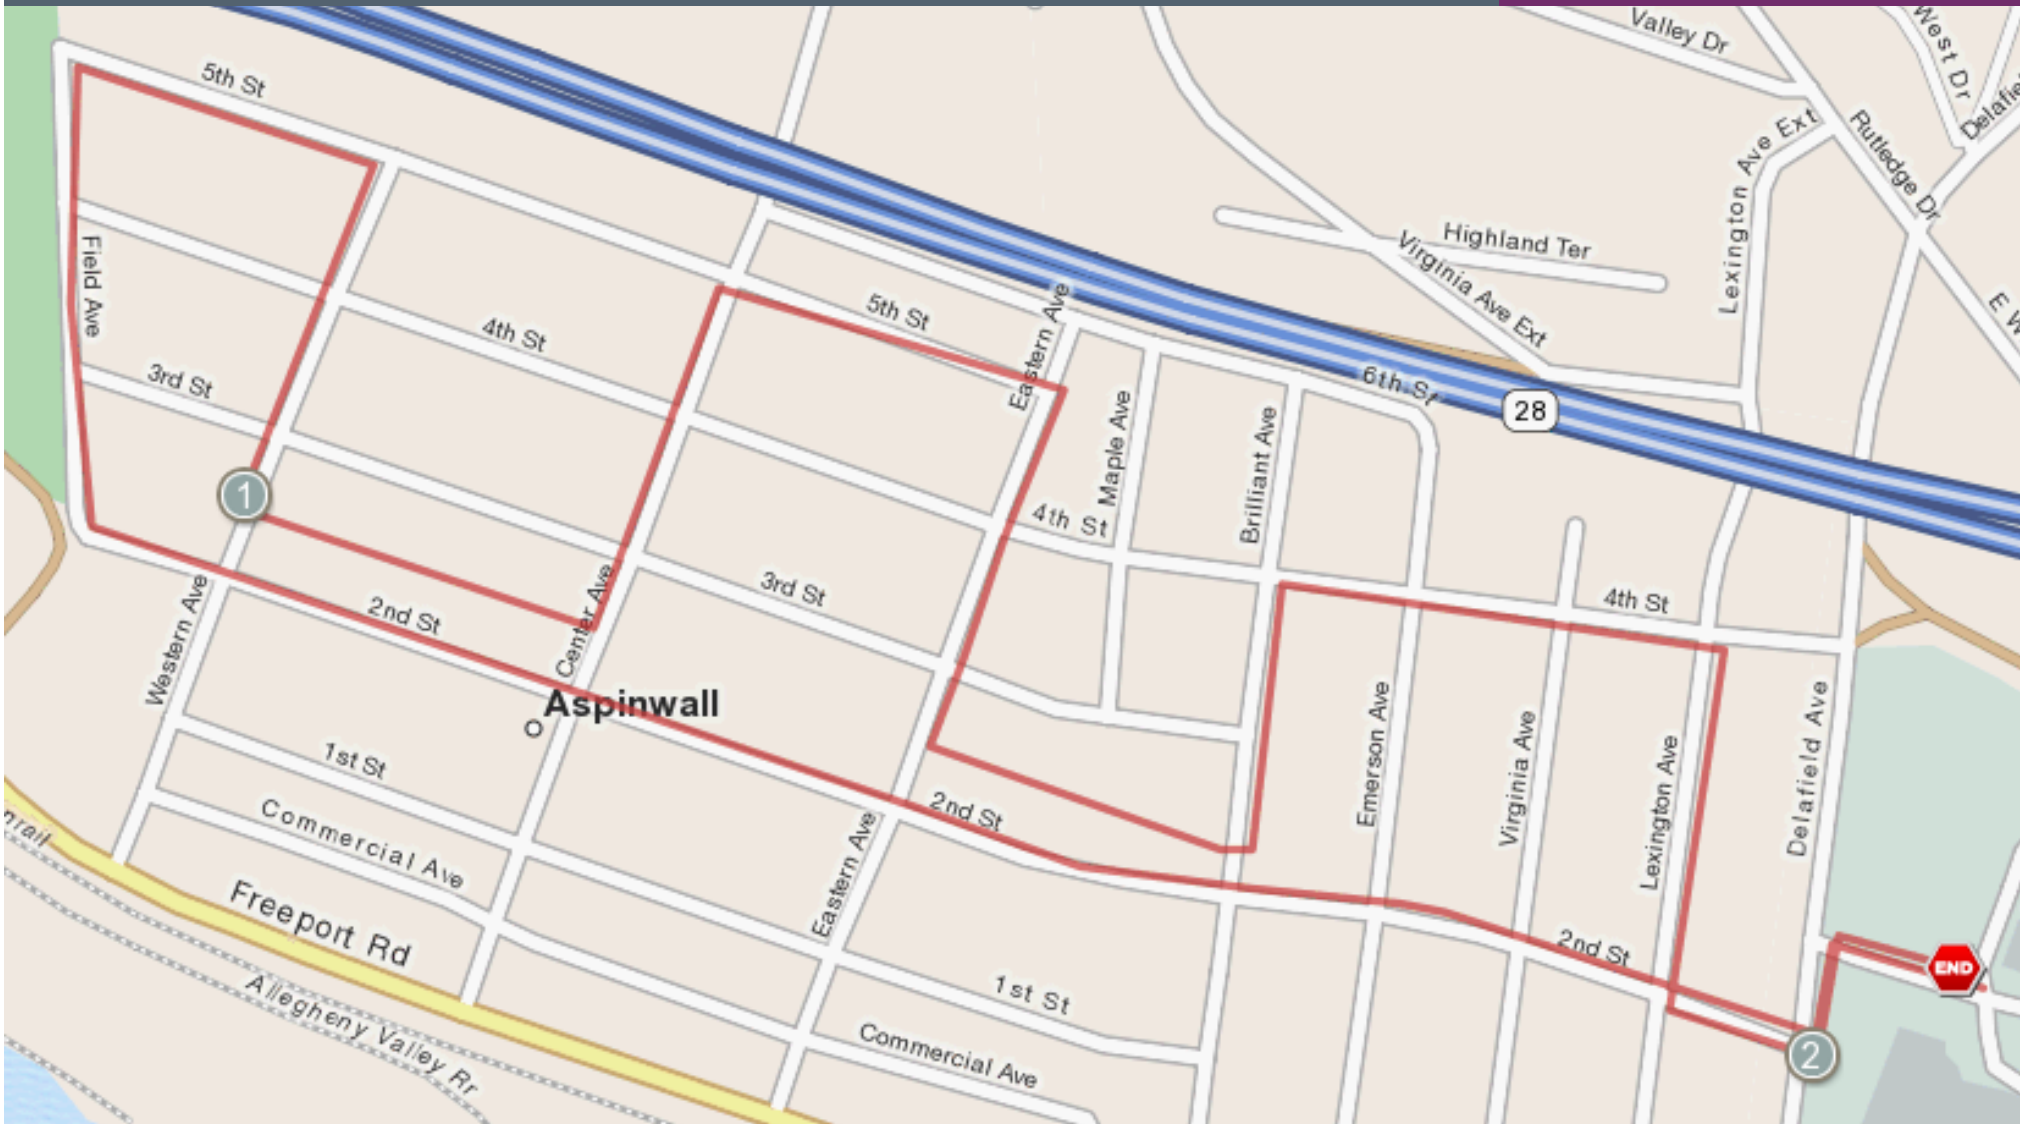 Valley Dr
West Dr
5th St
Lexington Ave Ext
Rutledge Dr
Highland Ter
Virginia Ave Ext
Field Ave
5th St
Eastern Ave
4th St
6th St
28
3rd St
Maple Ave
Brilliant Ave
1
4th St
3rd St
4th St
2nd St
Western Ave
Center Ave
Aspinwall
Emerson Ave
Virginia Ave
Lexington Ave
Delafield Ave
1st St
2nd St
Commercial Ave
Eastern Ave
2nd St
END
Freeport Rd
1st St
Allegheny Valley Rr
Commercial Ave
2